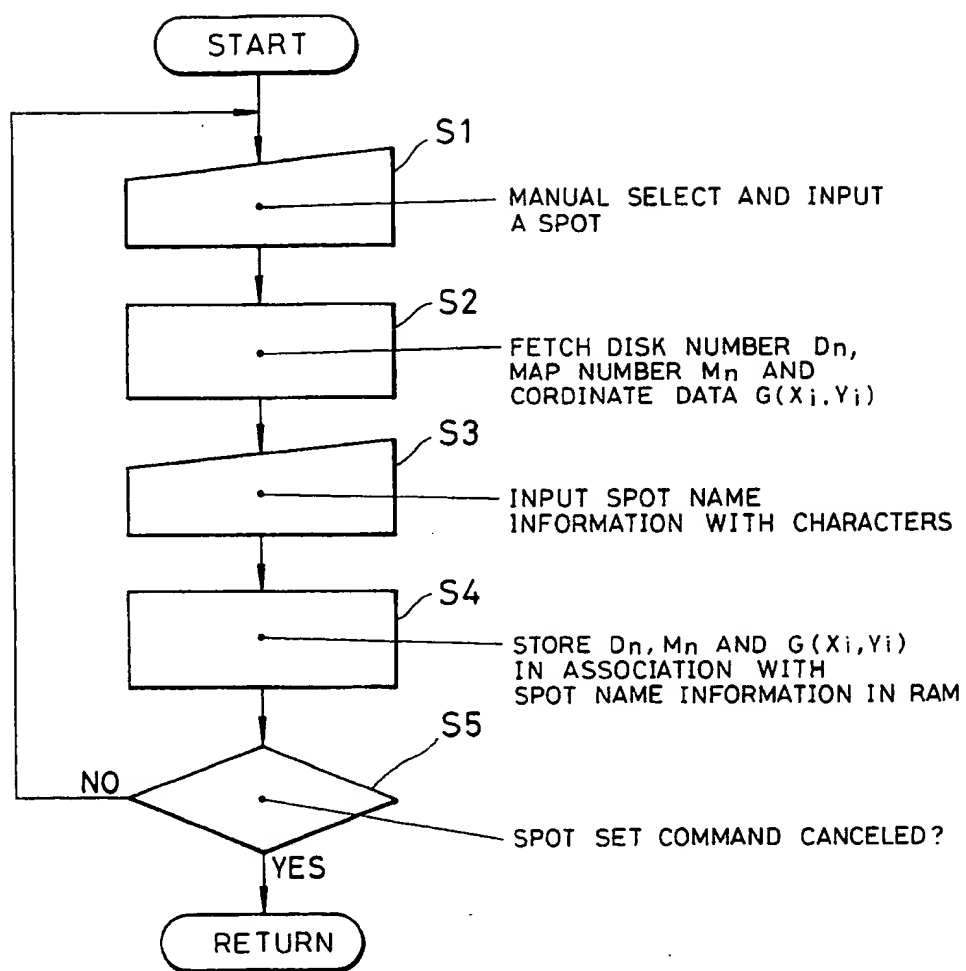 START
S1
MANUAL SELECT AND INPUT
A SPOT
S2
FETCH DISK NUMBER Dn,
MAP NUMBER Mn AND
CORDINATE DATA G(Xi.Yi)
S3
INPUT SPOT NAME
INFORMATION WITH CHARACTERS
S4
STORE Dn, Mn AND G(Xi,Yi)
IN ASSOCIATION WITH
SPOT NAME INFORMATION IN RAM
S5
NO
SPOT SET COMMAND CANCELED?
YES
RETURN